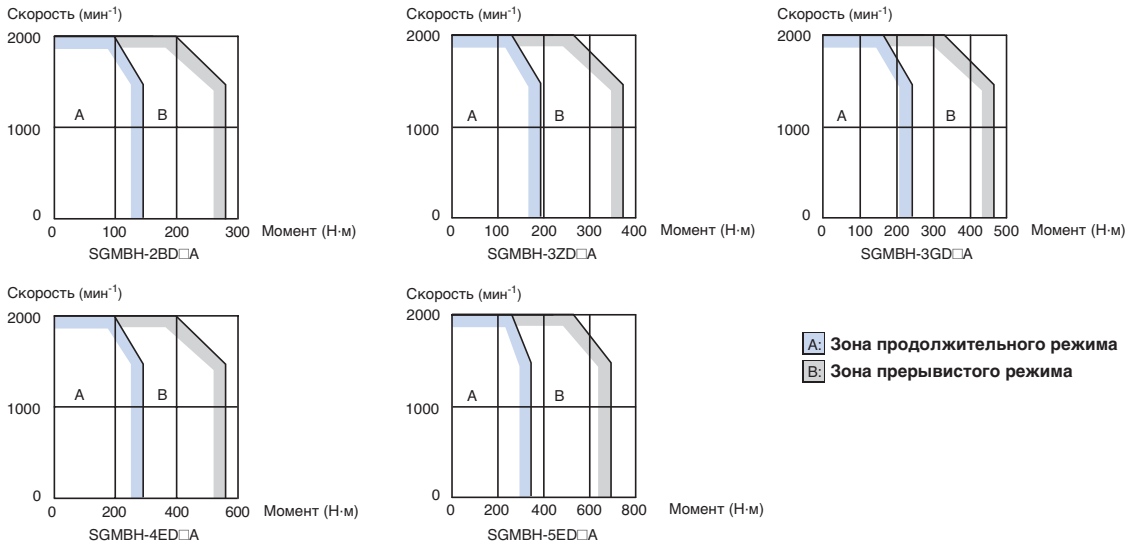 Скорость (мин⁻¹)
2000
1000
0
A
B
0 100 200 300 Момент (Н·м)
SGMBH-2BD□A
Скорость (мин⁻¹)
2000
1000
0
A
B
0 100 200 300 400 Момент (Н·м)
SGMBH-3ZD□A
Скорость (мин⁻¹)
2000
1000
0
A
B
0 100 200 300 400 500 Момент (Н·м)
SGMBH-3GD□A
Скорость (мин⁻¹)
2000
1000
0
A
B
0 200 400 600 Момент (Н·м)
SGMBH-4ED□A
Скорость (мин⁻¹)
2000
1000
0
A
B
0 200 400 600 800 Момент (Н·м)
SGMBH-5ED□A
A: Зона продолжительного режима
B: Зона прерывистого режима